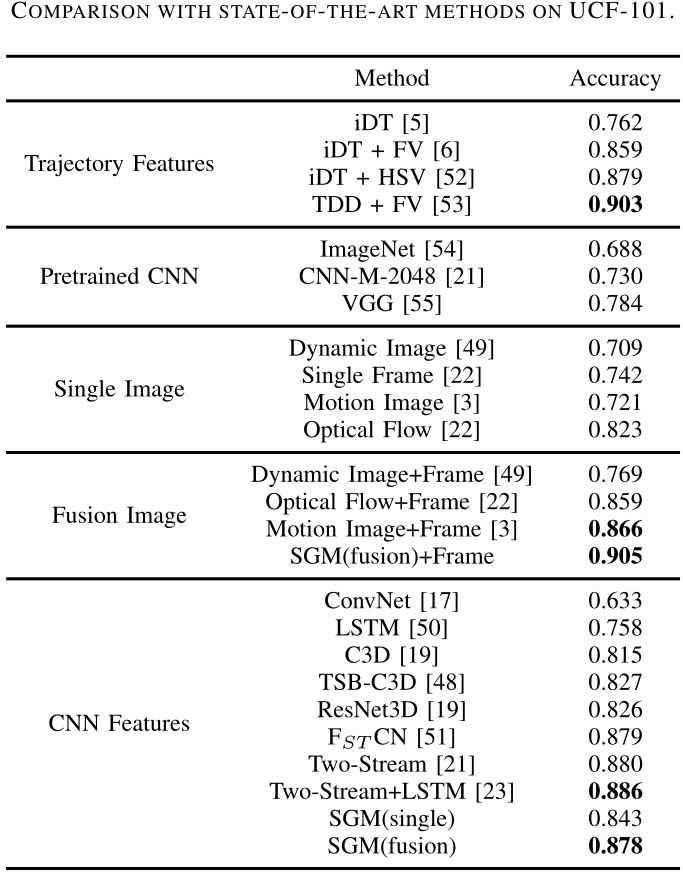 COMPARISON WITH STATE-OF-THE-ART METHODS ON UCF-101.
Method Accuracy
Trajectory Features
iDT [5] 0.762
iDT + FV [6] 0.859
iDT + HSV [52] 0.879
TDD + FV [53] 0.903
Pretrained CNN
ImageNet [54] 0.688
CNN-M-2048 [21] 0.730
VGG [55] 0.784
Single Image
Dynamic Image [49] 0.709
Single Frame [22] 0.742
Motion Image [3] 0.721
Optical Flow [22] 0.823
Fusion Image
Dynamic Image+Frame [49] 0.769
Optical Flow+Frame [22] 0.859
Motion Image+Frame [3] 0.866
SGM(fusion)+Frame 0.905
CNN Features
ConvNet [17] 0.633
LSTM [50] 0.758
C3D [19] 0.815
TSB-C3D [48] 0.827
ResNet3D [19] 0.826
F_{ST}CN [51] 0.879
Two-Stream [21] 0.880
Two-Stream+LSTM [23] 0.886
SGM(single) 0.843
SGM(fusion) 0.878